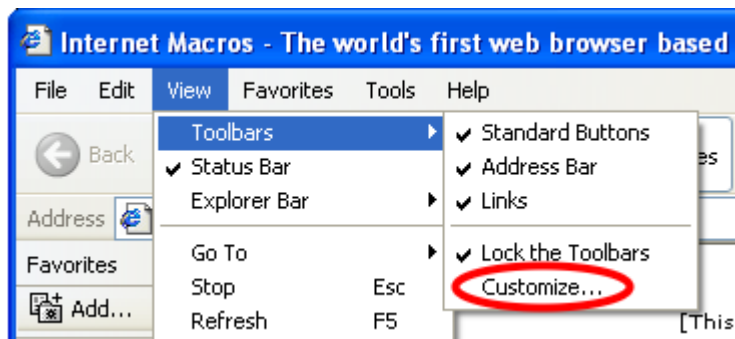 Internet Macros - The world's first web browser based
File Edit View Favorites Tools Help
Back
Toolbars
Status Bar
Explorer Bar
Go To
Stop Esc
Refresh F5
Standard Buttons
Address Bar
Links
Lock the Toolbars
Customize...
es
Address
Favorites
Add...
[This